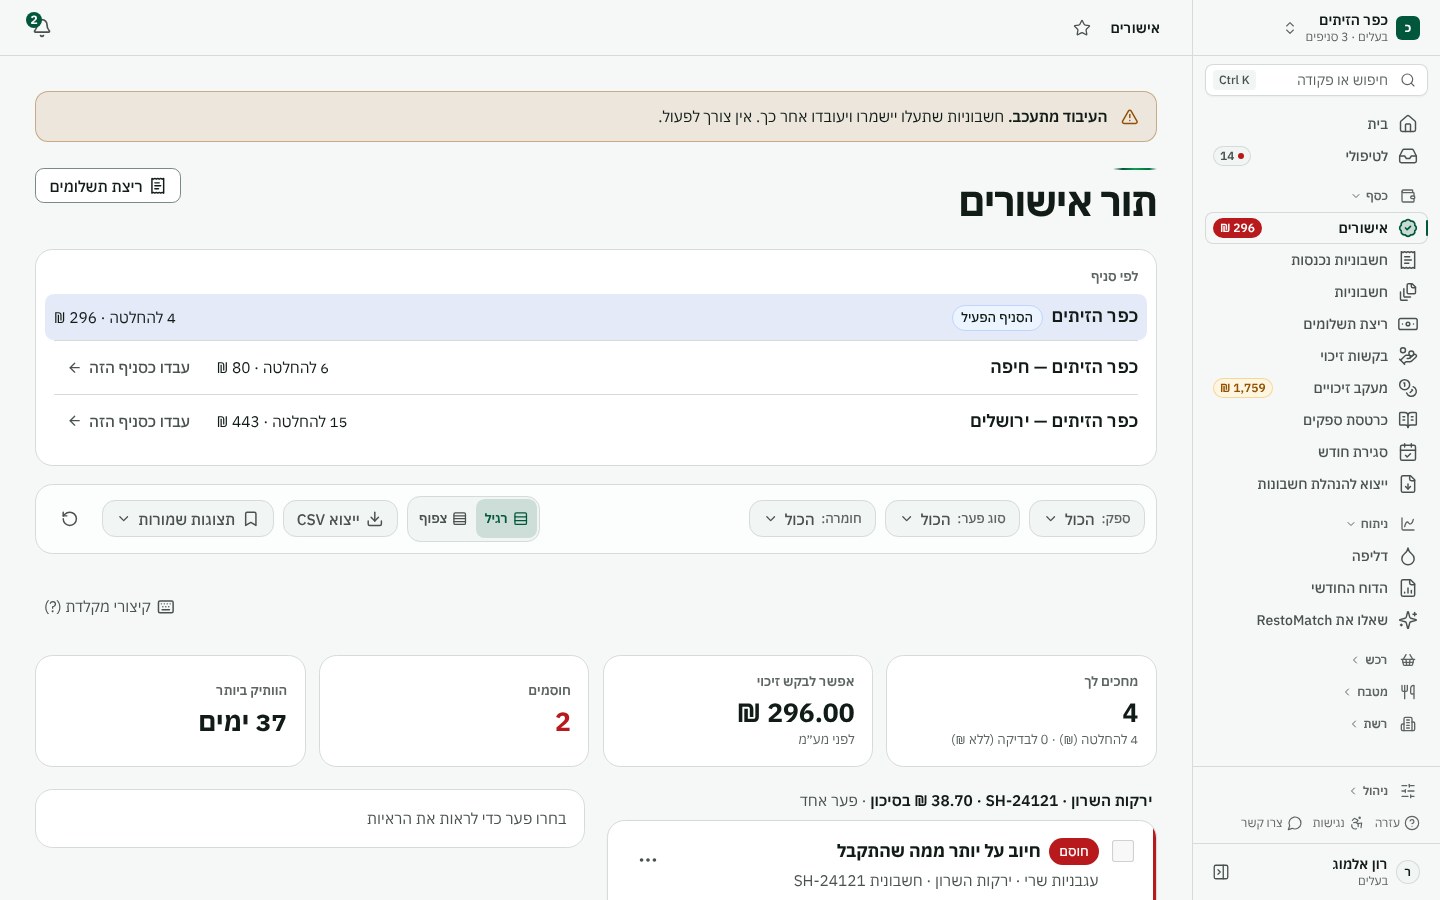 כ
כפר הזיתים
בעלים · 3 סניפים
חיפוש או פקודה
Ctrl K
בית
לטיפולי
14
כסף
אישורים
296 ₪
חשבוניות נכנסות
חשבוניות
ריצת תשלומים
בקשות זיכוי
מעקב זיכויים
1,759 ₪
כרטסת ספקים
סגירת חודש
ייצוא להנהלת חשבונות
ניתוח
דליפה
הדוח החודשי
שאלו את RestoMatch
רכש
מטבח
רשת
ניהול
עזרה
נגישות
צרו קשר
ר
רון אלמוג
בעלים
אישורים
2
העיבוד מתעכב. חשבוניות שתעלו יישמרו ויעובדו אחר כך. אין צורך לפעול.
תור אישורים
ריצת תשלומים
לפי סניף
כפר הזיתים
הסניף הפעיל
4 להחלטה · 296 ₪
כפר הזיתים — חיפה
6 להחלטה · 80 ₪
עבדו כסניף הזה ←
כפר הזיתים — ירושלים
15 להחלטה · 443 ₪
עבדו כסניף הזה ←
ספק: הכול
סוג פער: הכול
חומרה: הכול
רגיל
צפוף
ייצוא CSV
תצוגות שמורות
קיצורי מקלדת (?)
מחכים לך
4
4 להחלטה (₪) · 0 לבדיקה (ללא ₪)
אפשר לבקש זיכוי
296.00 ₪
לפני מע״מ
חוסמים
2
הוותיק ביותר
37 ימים
ירקות השרון · SH-24121 · 38.70 ₪ בסיכון · פער אחד
חוסם
חיוב על יותר ממה שהתקבל
עגבניות שרי · ירקות השרון · חשבונית SH-24121
בחרו פער כדי לראות את הראיות